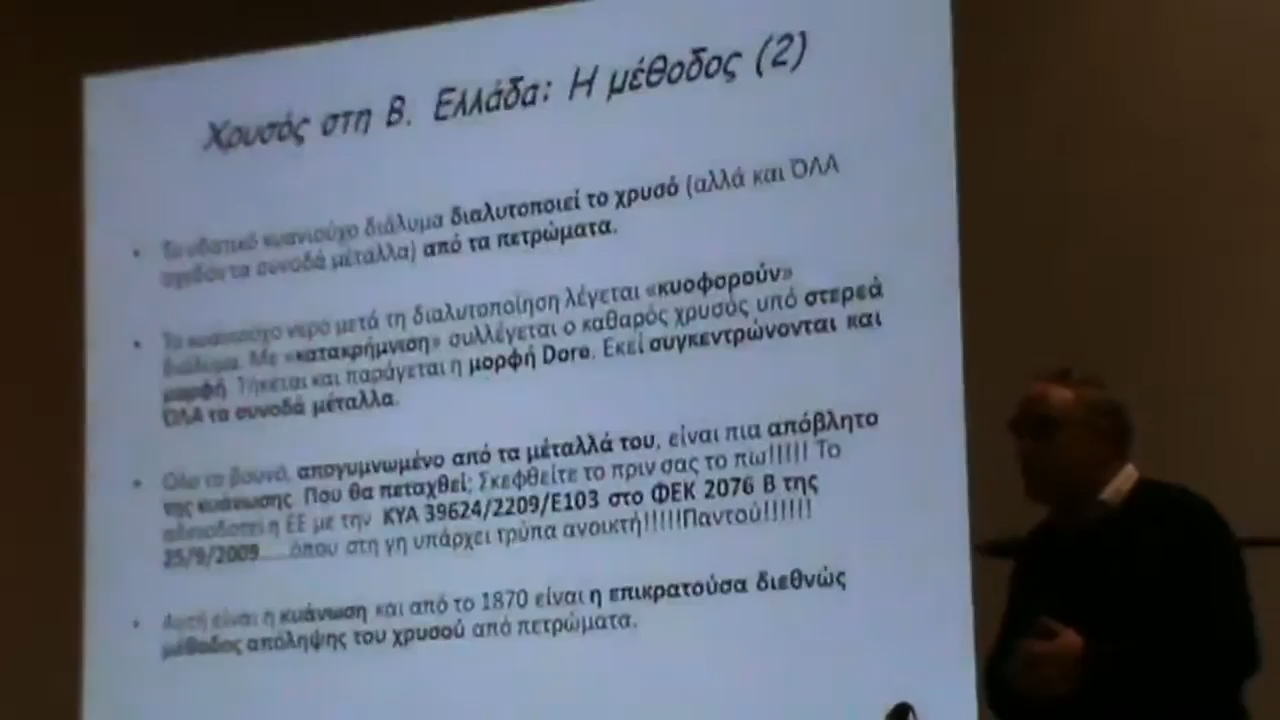 Χρυσός στη Β. Ελλάδα: Η μέθοδος (2)
• Το υδατικό κυανιούχο διάλυμα διαλυτοποιεί το χρυσό (αλλά και ΌΛΑ
σχεδόν τα συνοδά μέταλλα) από τα πετρώματα.
• Το κυανιούχο νερό μετά τη διαλυτοποίηση λέγεται «κυοφορούν»
διάλυμα. Με «κατακρήμνιση» συλλέγεται ο καθαρός χρυσός υπό στερεά
μορφή. Τήκεται και παράγεται η μορφή Dore. Εκεί συγκεντρώνονται και
ΌΛΑ τα συνοδά μέταλλα.
• Όλο το βουνό, απογυμνωμένο από τα μέταλλά του, είναι πια απόβλητο
της κυάνωσης. Που θα πεταχθεί; Σκεφθείτε το πριν σας το πω!!!!! Το
η ΕΕ με την ΚΥΑ 39624/2209/Ε103 στο ΦΕΚ 2076 Β της
25/9/2009.....όπου στη γη υπάρχει τρύπα ανοικτή!!!!!Παντού!!!!!!
• Αυτή είναι η κυάνωση και από το 1870 είναι η επικρατούσα διεθνώς
μέθοδος απόληψης του χρυσού από πετρώματα.